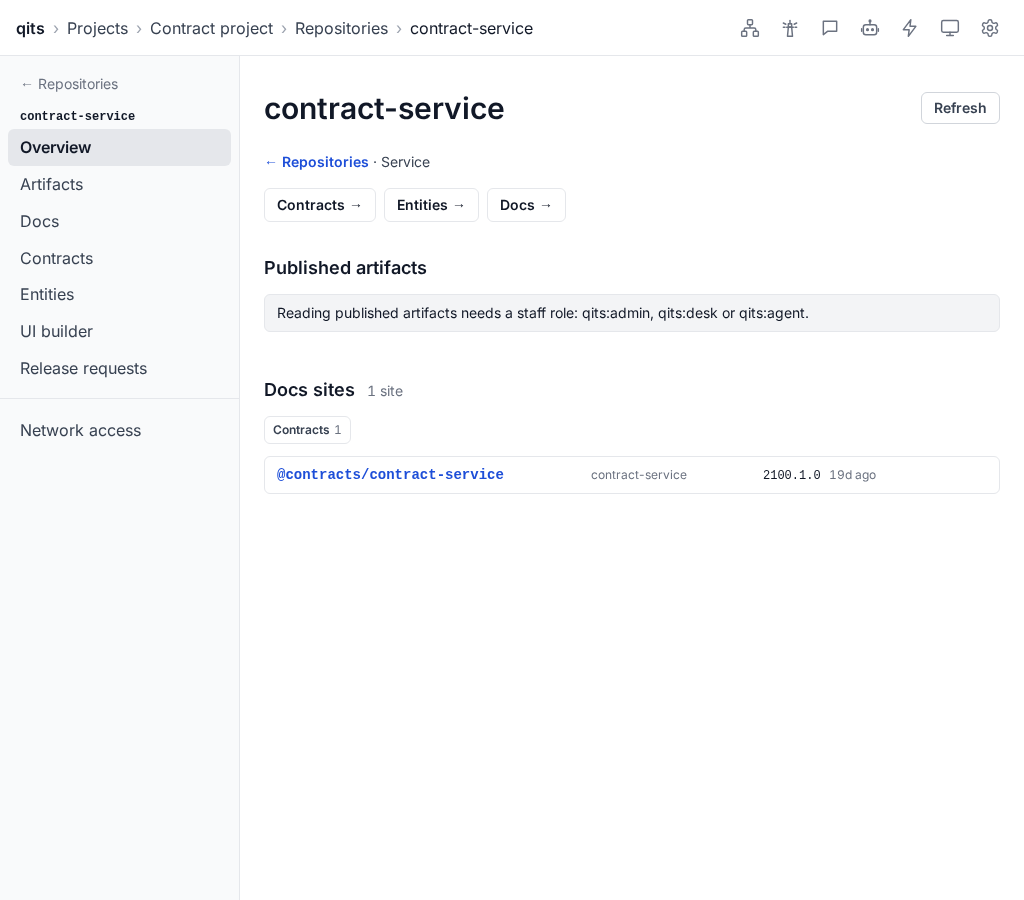 qits › Projects › Contract project › Repositories › contract-service
← Repositories
contract-service
Overview
Artifacts
Docs
Contracts
Entities
UI builder
Release requests
Network access
contract-service
Refresh
← Repositories · Service
Contracts →
Entities →
Docs →
Published artifacts
Reading published artifacts needs a staff role: qits:admin, qits:desk or qits:agent.
Docs sites 1 site
Contracts 1
@contracts/contract-service contract-service 2100.1.0 19d ago